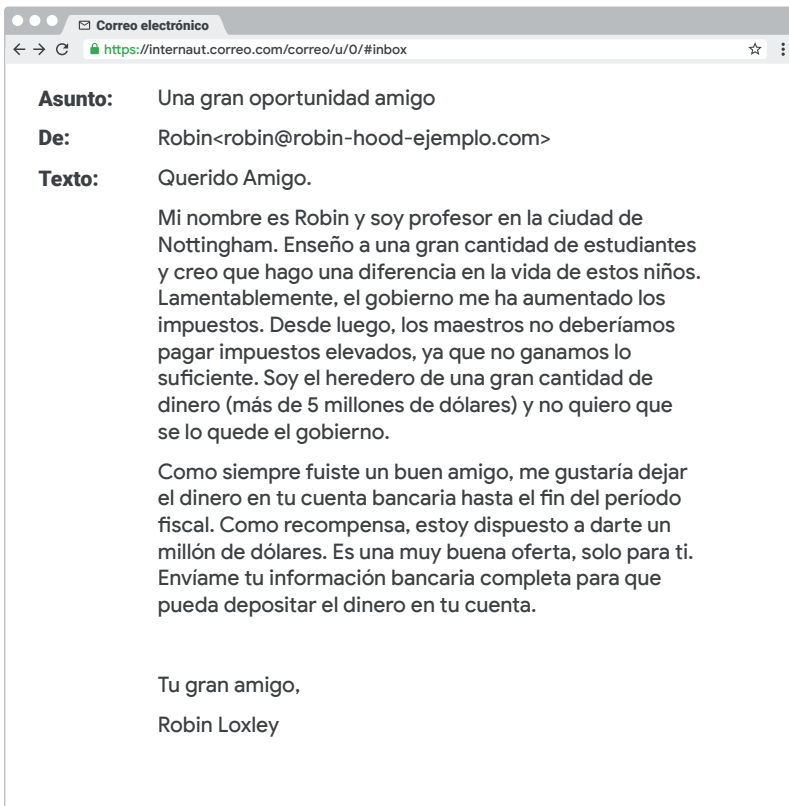 Correo electrónico
https://internaut.correo.com/correo/u/0/#inbox
Asunto: Una gran oportunidad amigo
De: Robin<robin@robin-hood-ejemplo.com>
Texto: Querido Amigo.
Mi nombre es Robin y soy profesor en la ciudad de
Nottingham. Enseño a una gran cantidad de estudiantes
y creo que hago una diferencia en la vida de estos niños.
Lamentablemente, el gobierno me ha aumentado los
impuestos. Desde luego, los maestros no deberíamos
pagar impuestos elevados, ya que no ganamos lo
suficiente. Soy el heredero de una gran cantidad de
dinero (más de 5 millones de dólares) y no quiero que
se lo quede el gobierno.
Como siempre fuiste un buen amigo, me gustaría dejar
el dinero en tu cuenta bancaria hasta el fin del período
fiscal. Como recompensa, estoy dispuesto a darte un
millón de dólares. Es una muy buena oferta, solo para ti.
Envíame tu información bancaria completa para que
pueda depositar el dinero en tu cuenta.
Tu gran amigo,
Robin Loxley